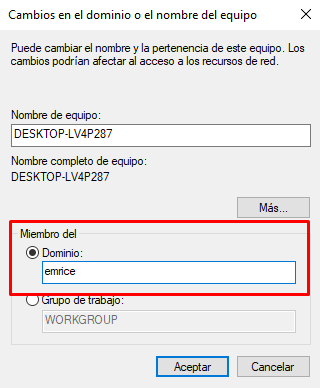 Cambios en el dominio o el nombre del equipo
Puede cambiar el nombre y la pertenencia de este equipo. Los
cambios podrían afectar al acceso a los recursos de red.
Nombre de equipo:
DESKTOP-LV4P287
Nombre completo de equipo:
DESKTOP-LV4P287
Más...
Miembro del
Dominio:
emrice
Grupo de trabajo:
WORKGROUP
Aceptar
Cancelar